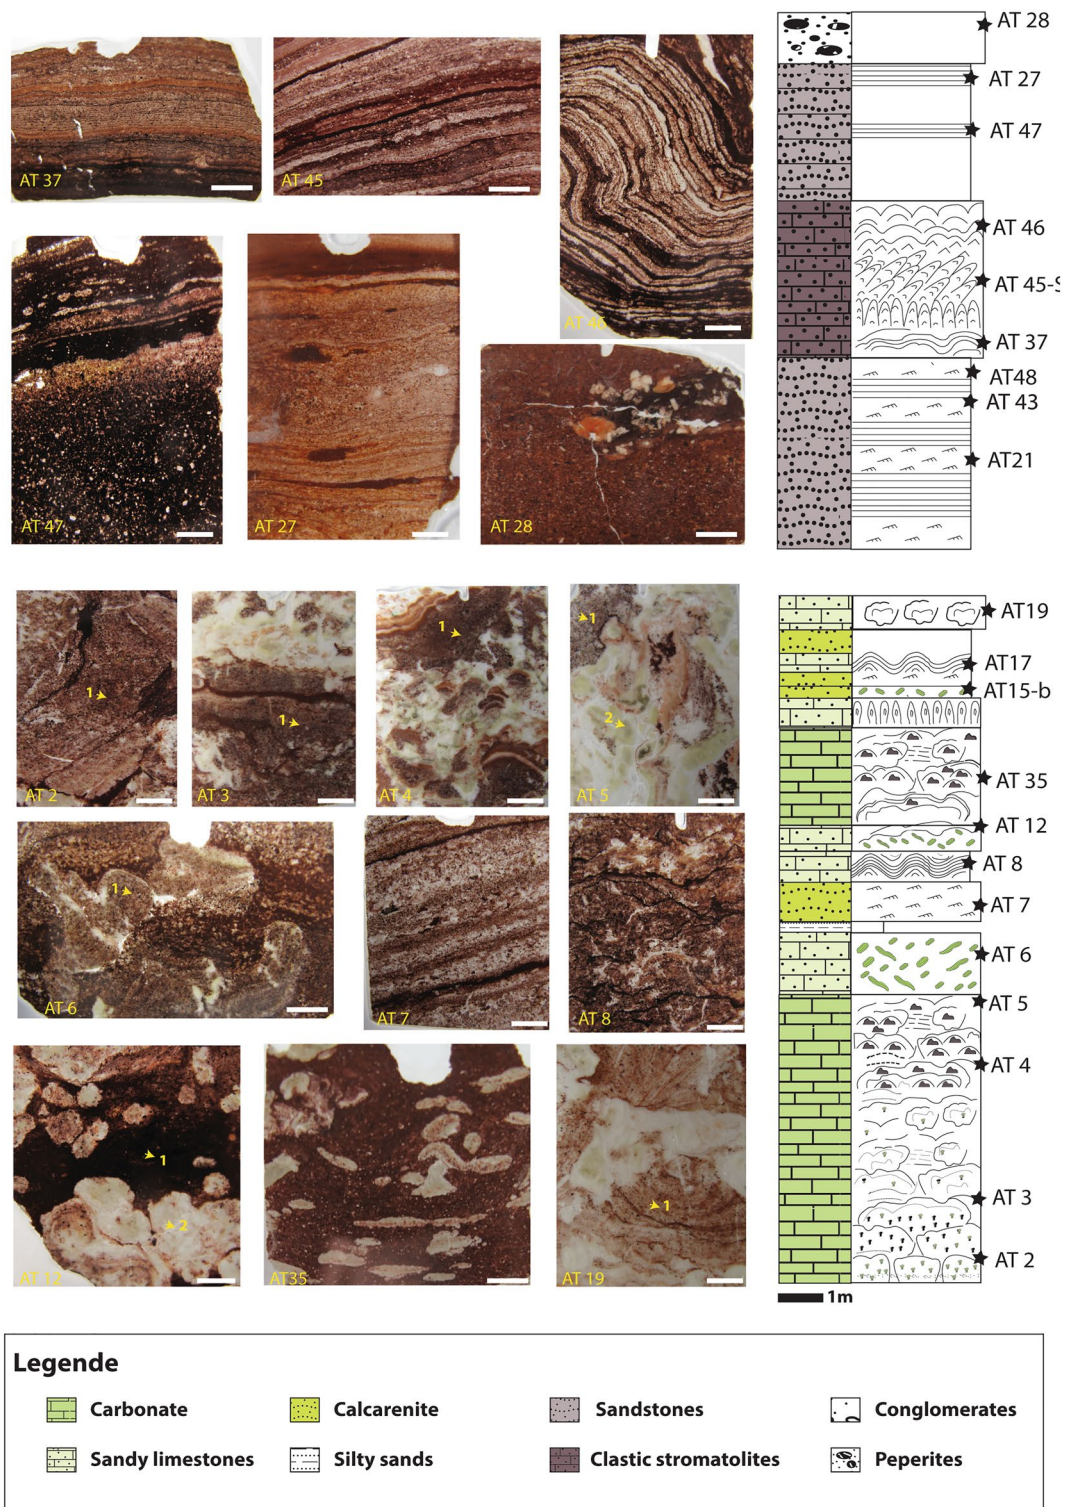 AT 37
AT 45
AT 46
AT 47
AT 27
AT 28
AT 28
AT 27
AT 47
AT 46
AT 45-S
AT 37
AT48
AT 43
AT21
1
AT 2
1
AT 3
1
AT 4
1
2
AT 5
1
AT 6
AT 7
AT 8
1
2
AT 12
AT35
1
AT 19
AT19
AT17
AT15-b
AT 35
AT 12
AT 8
AT 7
AT 6
AT 5
AT 4
AT 3
AT 2
1m
Legende
Carbonate
Calcarenite
Sandstones
Conglomerates
Sandy limestones
Silty sands
Clastic stromatolites
Peperites